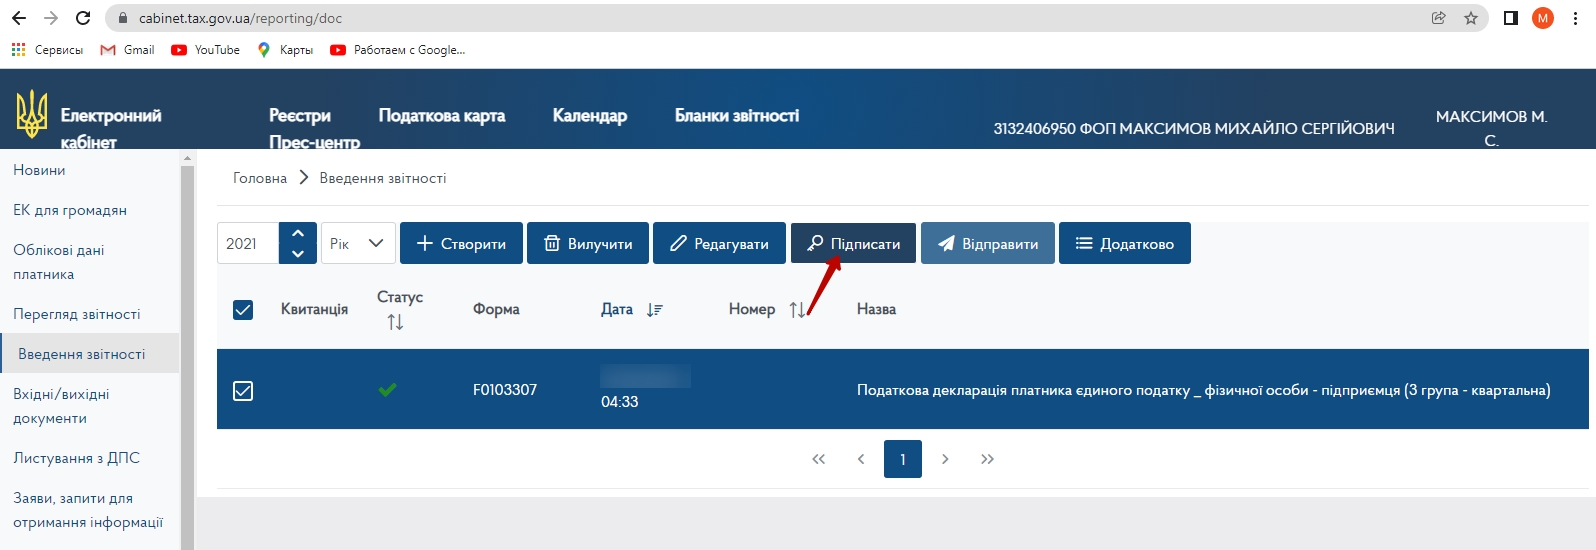 cabinet.tax.gov.ua/reporting/doc
M
Сервисы Gmail YouTube Карты Работаем с Google...
Електронний кабінет
Реєстри Податкова карта Календар Бланки звітності
Прес-центр
3132406950 ФОП МАКСИМОВ МИХАЙЛО СЕРГІЙОВИЧ
МАКСИМОВ М. С.
Новини
ЕК для громадян
Облікові дані
платника
Перегляд звітності
Введення звітності
Вхідні/вихідні
документи
Листування з ДПС
Заяви, запити для
отримання інформації
Головна > Введення звітності
2021 Рік Створити Вилучити Редагувати Підписати Відправити Додатково
Квитанція Статус Форма Дата Номер Назва
F0103307 04:33 Податкова декларація платника єдиного податку _ фізичної особи - підприємця (3 група - квартальна)
1